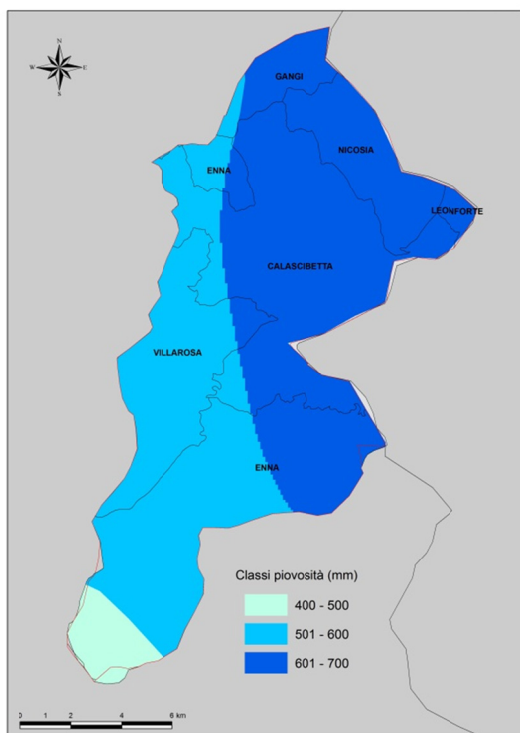 N
W E
S
GANGI
NICOSIA
ENNA
LEONFORTE
CALASCIBETTA
VILLAROSA
ENNA
Classi piovosità (mm)
400 - 500
501 - 600
601 - 700
0 1 2 4 6 km